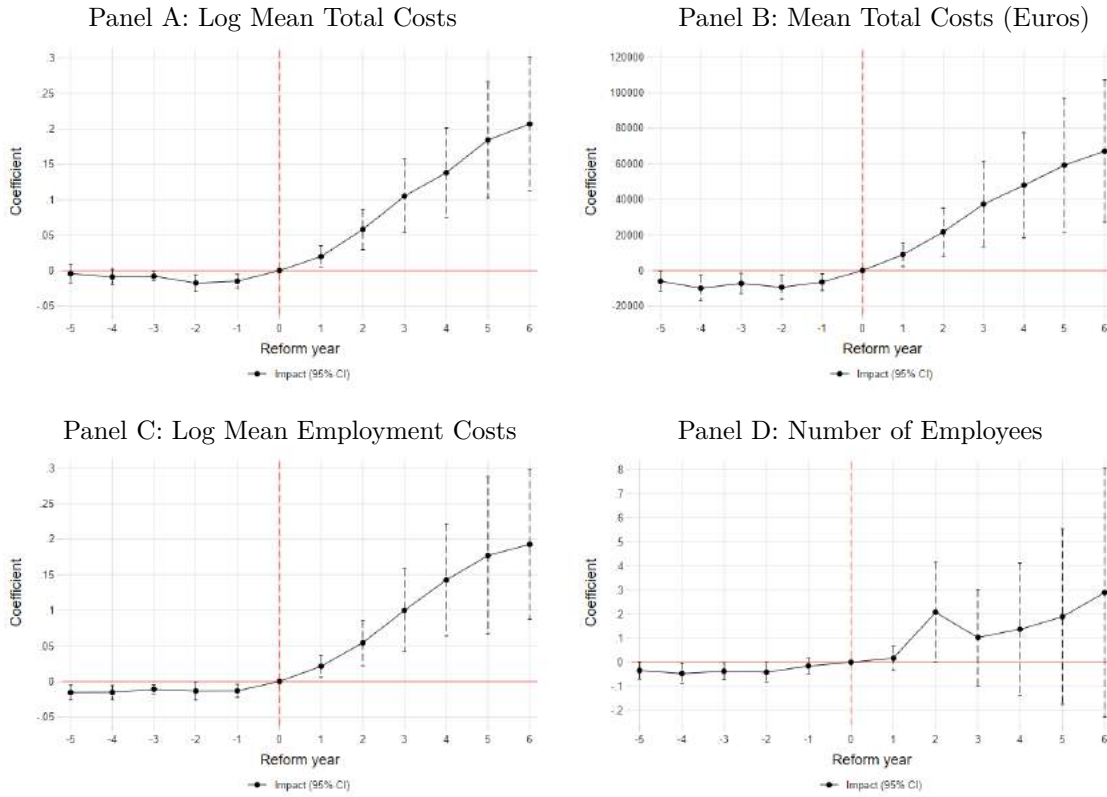 Panel A: Log Mean Total Costs
.3
.25
.2
.15
.1
.05
0
-.05
Coefficient
-5 -4 -3 -2 -1 0 1 2 3 4 5 6
Reform year
Impact (95% CI)
Panel B: Mean Total Costs (Euros)
120000
100000
80000
60000
40000
20000
0
-20000
Coefficient
-5 -4 -3 -2 -1 0 1 2 3 4 5 6
Reform year
Impact (95% CI)
Panel C: Log Mean Employment Costs
.3
.25
.2
.15
.1
.05
0
-.05
Coefficient
-5 -4 -3 -2 -1 0 1 2 3 4 5 6
Reform year
Impact (95% CI)
Panel D: Number of Employees
.8
.7
.6
.5
.4
.3
.2
.1
0
-.1
-.2
Coefficient
-5 -4 -3 -2 -1 0 1 2 3 4 5 6
Reform year
Impact (95% CI)